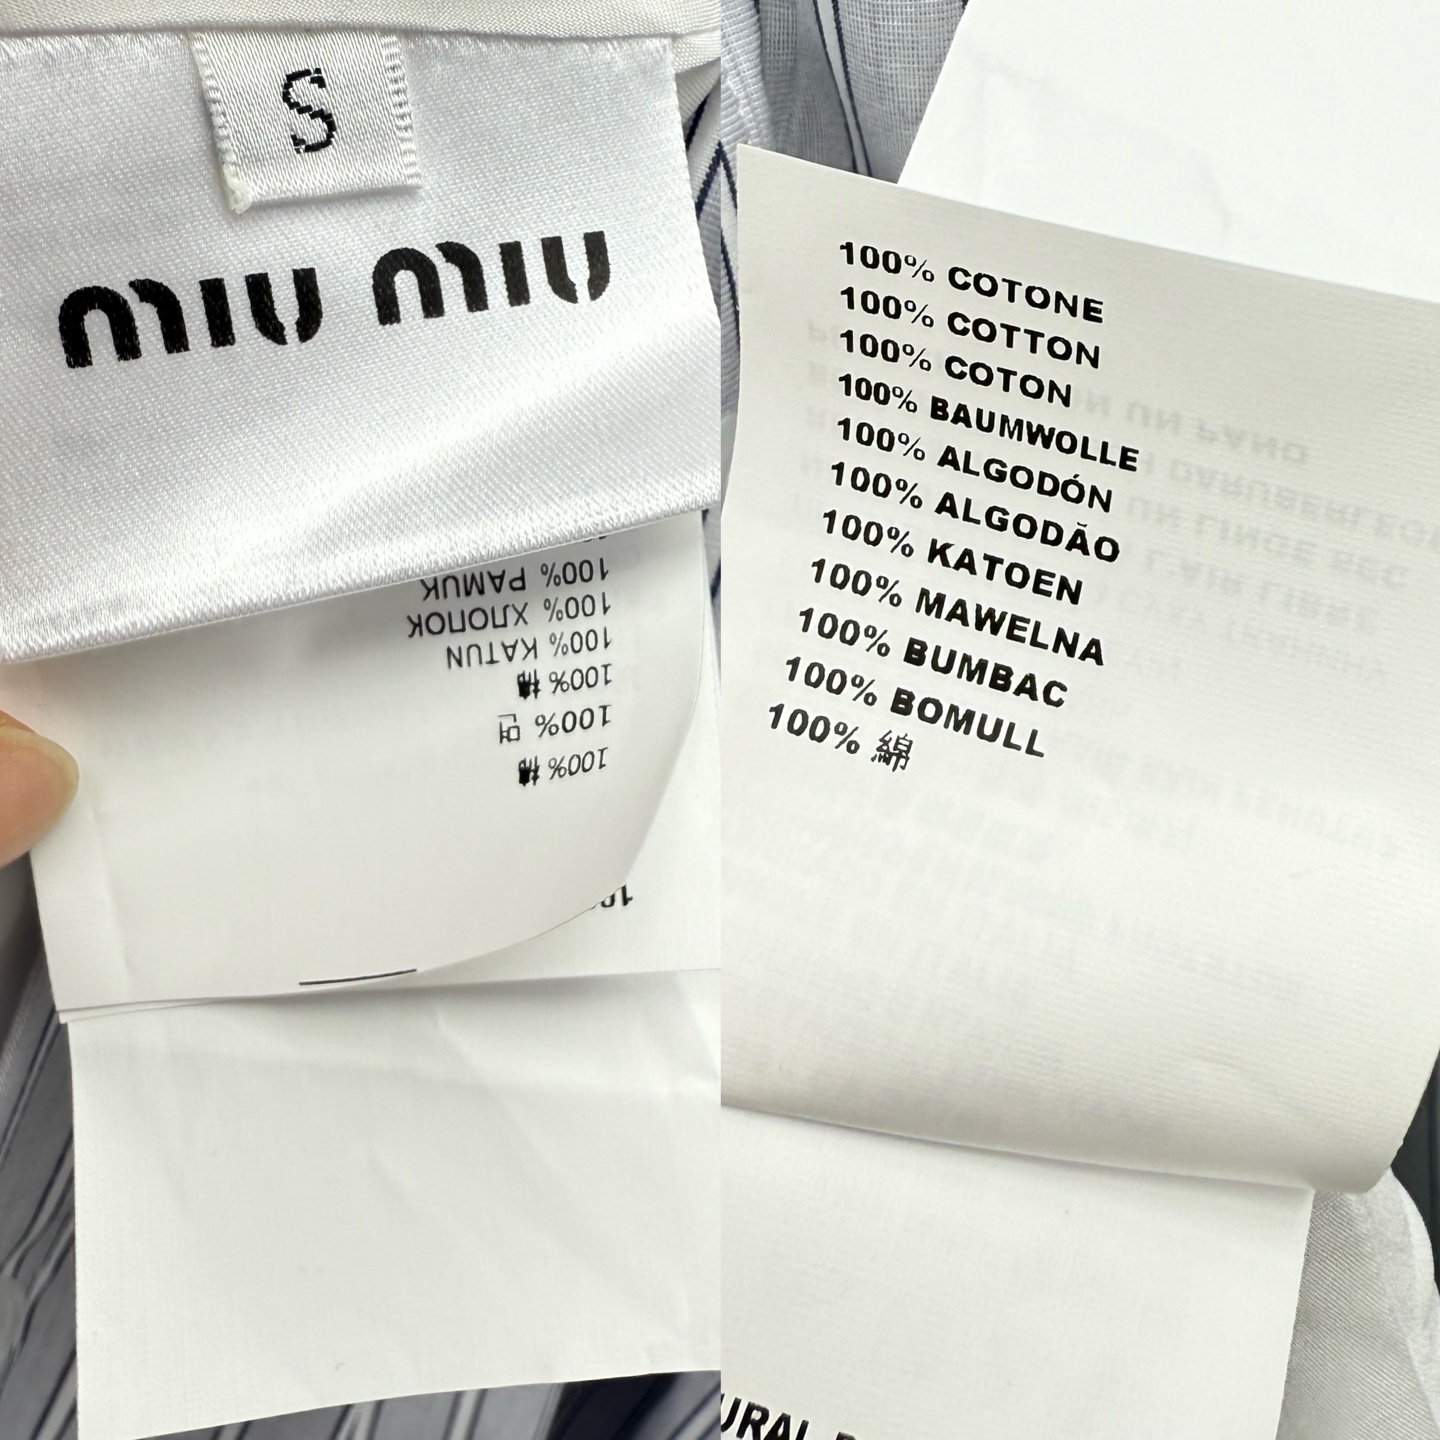 S
miu miu
100% PAMUK
100% ХЛОПОК
100% KATUN
100% 棉
100% 면
100% 棉
100% COTONE
100% COTTON
100% COTON
100% BAUMWOLLE
100% ALGODÓN
100% ALGODÃO
100% KATOEN
100% MAWELNA
100% BUMBAC
100% BOMULL
100% 綿